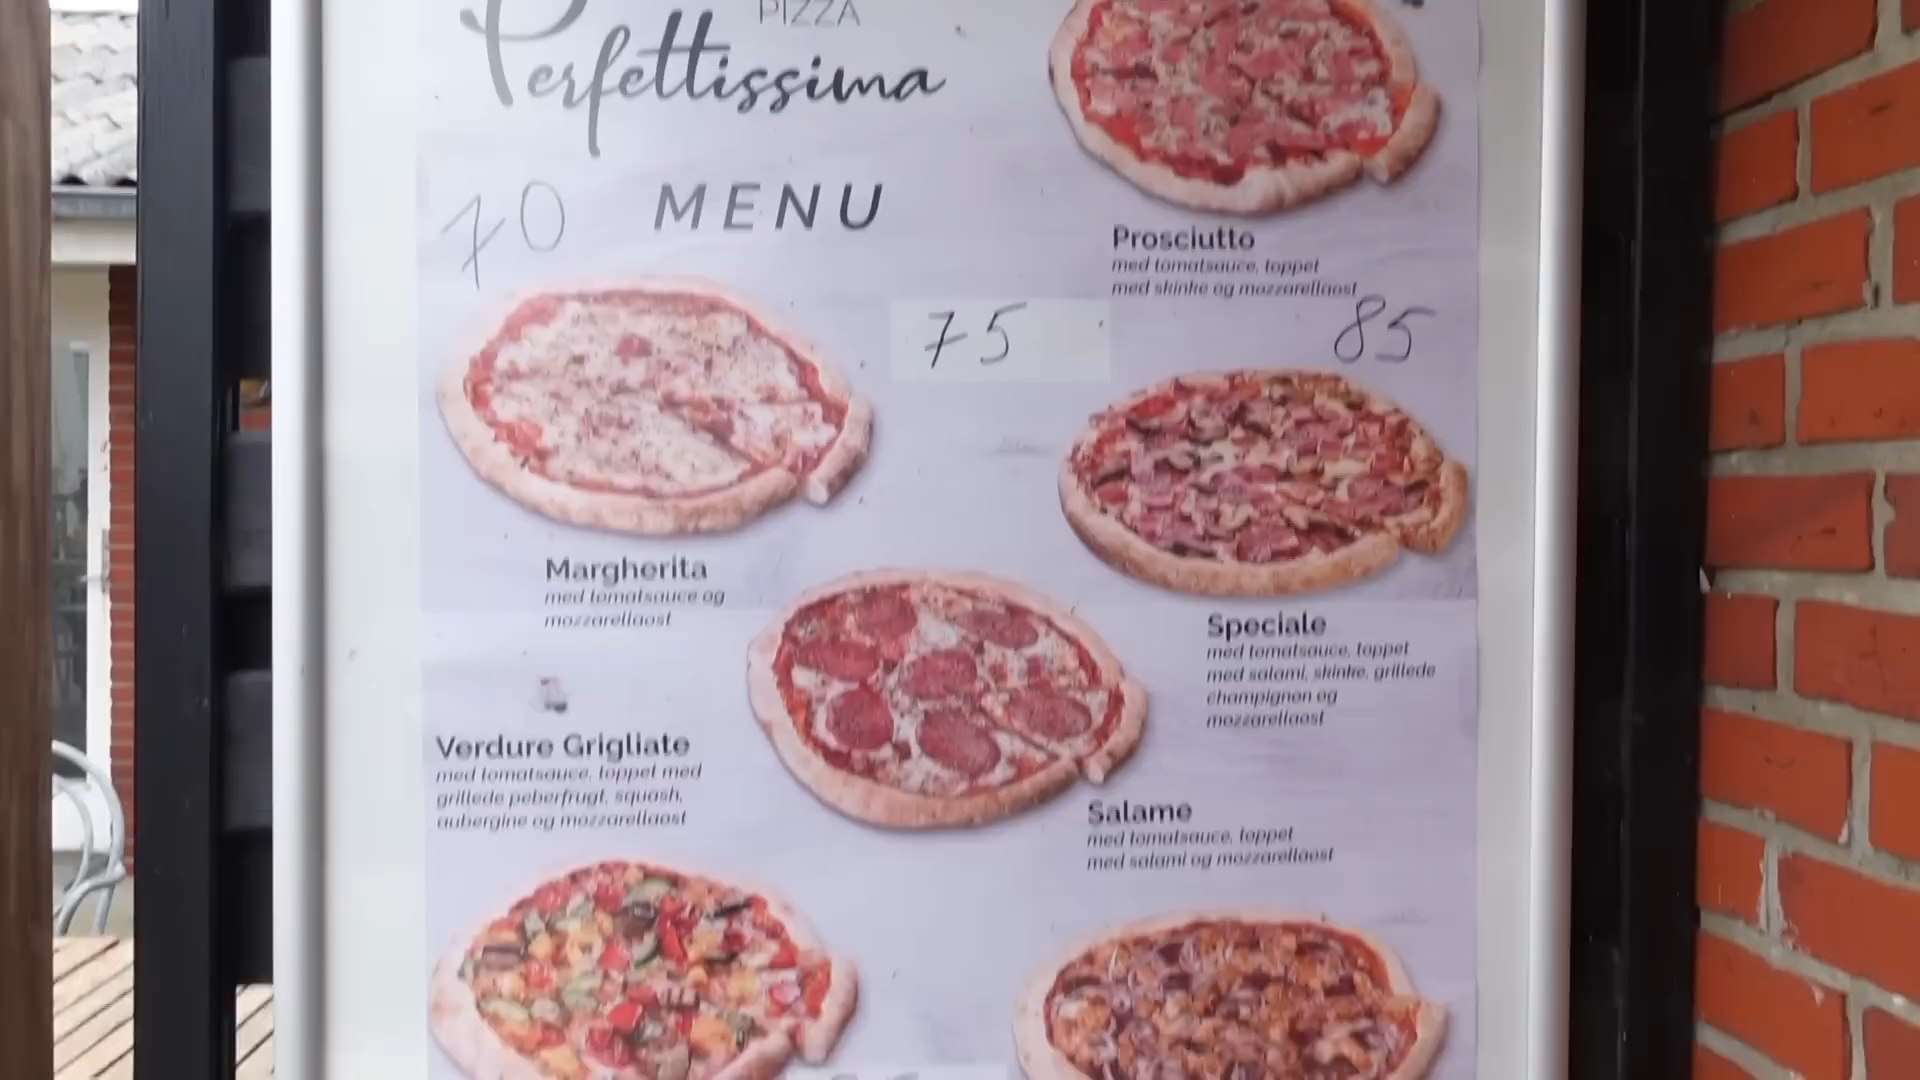 PIZZA
Perfettissima
MENU
70
Prosciutto
med tomatsauce, toppet
med skinke og mozzarellaost
75
85
Margherita
med tomatsauce og
mozzarellaost
Speciale
med tomatsauce, toppet
med salami, skinke, grillede
champignon og
mozzarellaost
Verdure Grigliate
med tomatsauce, toppet med
grillede peberfrugt, squash,
aubergine og mozzarellaost
Salame
med tomatsauce, toppet
med salami og mozzarellaost